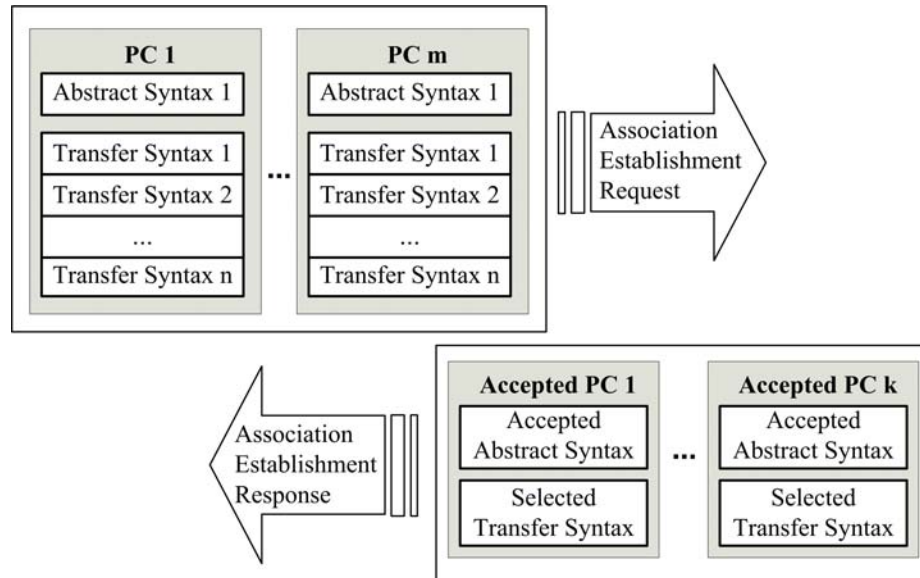 PC 1
Abstract Syntax 1
Transfer Syntax 1
Transfer Syntax 2
...
Transfer Syntax n
...
PC m
Abstract Syntax 1
Transfer Syntax 1
Transfer Syntax 2
...
Transfer Syntax n
Association
Establishment
Request
Association
Establishment
Response
Accepted PC 1
Accepted
Abstract Syntax
Selected
Transfer Syntax
...
Accepted PC k
Accepted
Abstract Syntax
Selected
Transfer Syntax